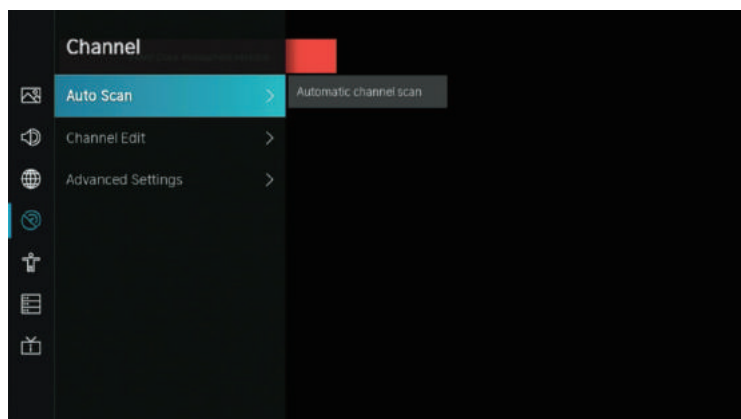 Channel
Auto Scan
Automatic channel scan
Channel Edit
Advanced Settings